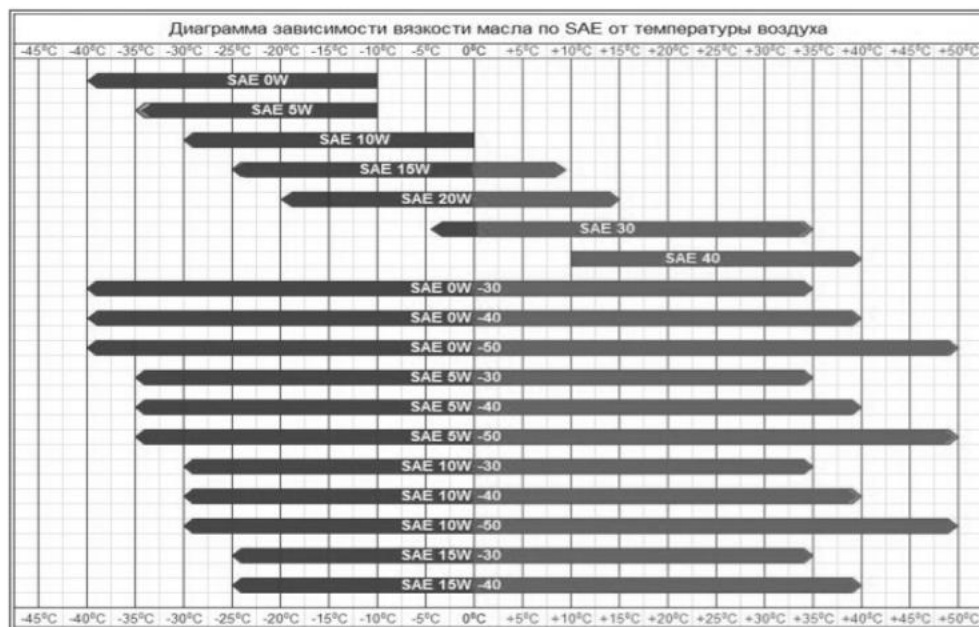 Диаграмма зависимости вязкости масла по SAE от температуры воздуха
-45°C -40°C -35°C -30°C -25°C -20°C -15°C -10°C -5°C 0°C +5°C +10°C +15°C +20°C +25°C +30°C +35°C +40°C +45°C +50°C
SAE 0W
SAE 5W
SAE 10W
SAE 15W
SAE 20W
SAE 30
SAE 40
SAE 0W -30
SAE 0W -40
SAE 0W -50
SAE 5W -30
SAE 5W -40
SAE 5W -50
SAE 10W -30
SAE 10W -40
SAE 10W -50
SAE 15W -30
SAE 15W -40
-45°C -40°C -35°C -30°C -25°C -20°C -15°C -10°C -5°C 0°C +5°C +10°C +15°C +20°C +25°C +30°C +35°C +40°C +45°C +50°C